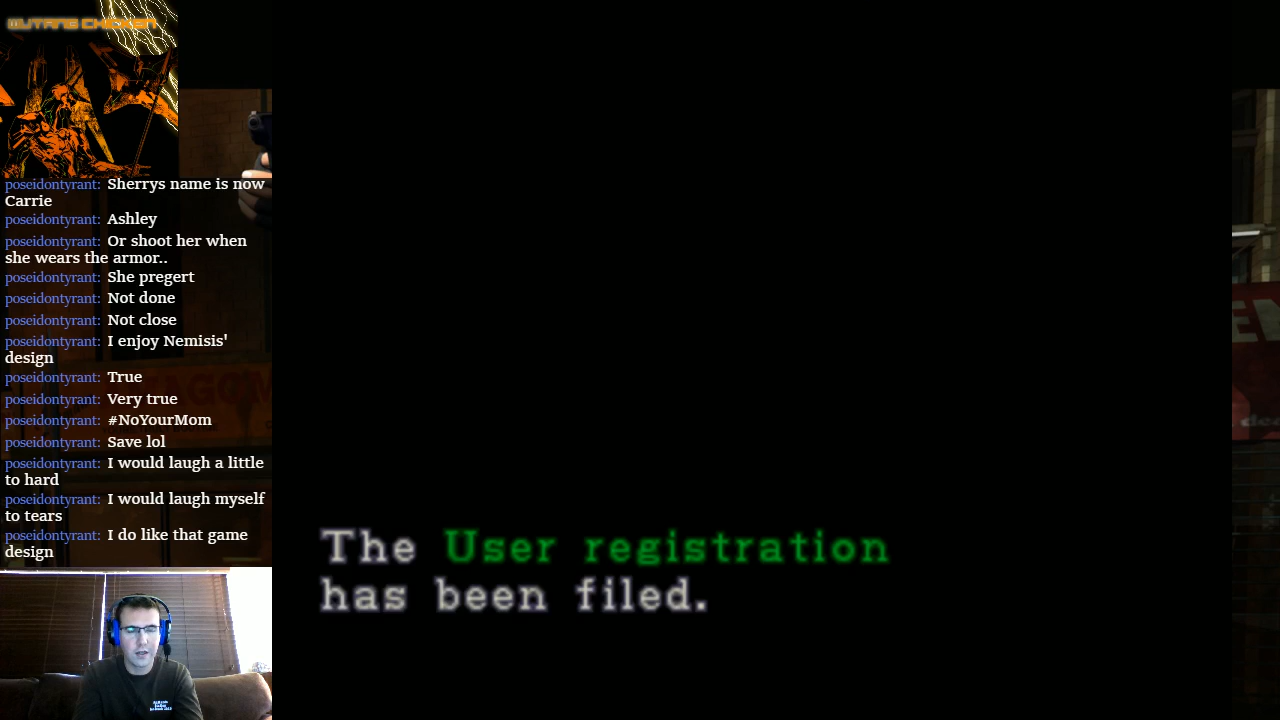 WUTANG CHICKEN
poseidontyrant: Sherrys name is now
Carrie
poseidontyrant: Ashley
poseidontyrant: Or shoot her when
she wears the armor..
poseidontyrant: She pregert
poseidontyrant: Not done
poseidontyrant: Not close
poseidontyrant: I enjoy Nemisis'
design
poseidontyrant: True
poseidontyrant: Very true
poseidontyrant: #NoYourMom
poseidontyrant: Save lol
poseidontyrant: I would laugh a little
to hard
poseidontyrant: I would laugh myself
to tears
poseidontyrant: I do like that game
design
The User registration
has been filed.